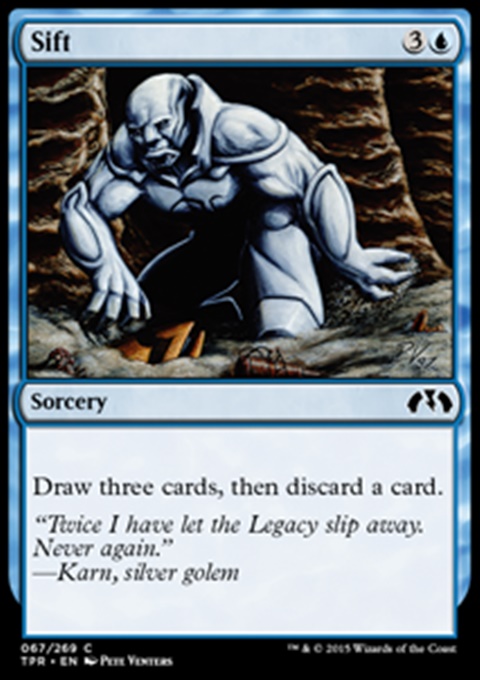 Sift 3
Sorcery
Draw three cards, then discard a card.
“Twice I have let the Legacy slip away.
Never again.”
—Karn, silver golem
067/269 C
TPR • EN Pete Venters
™ & © 2015 Wizards of the Coast